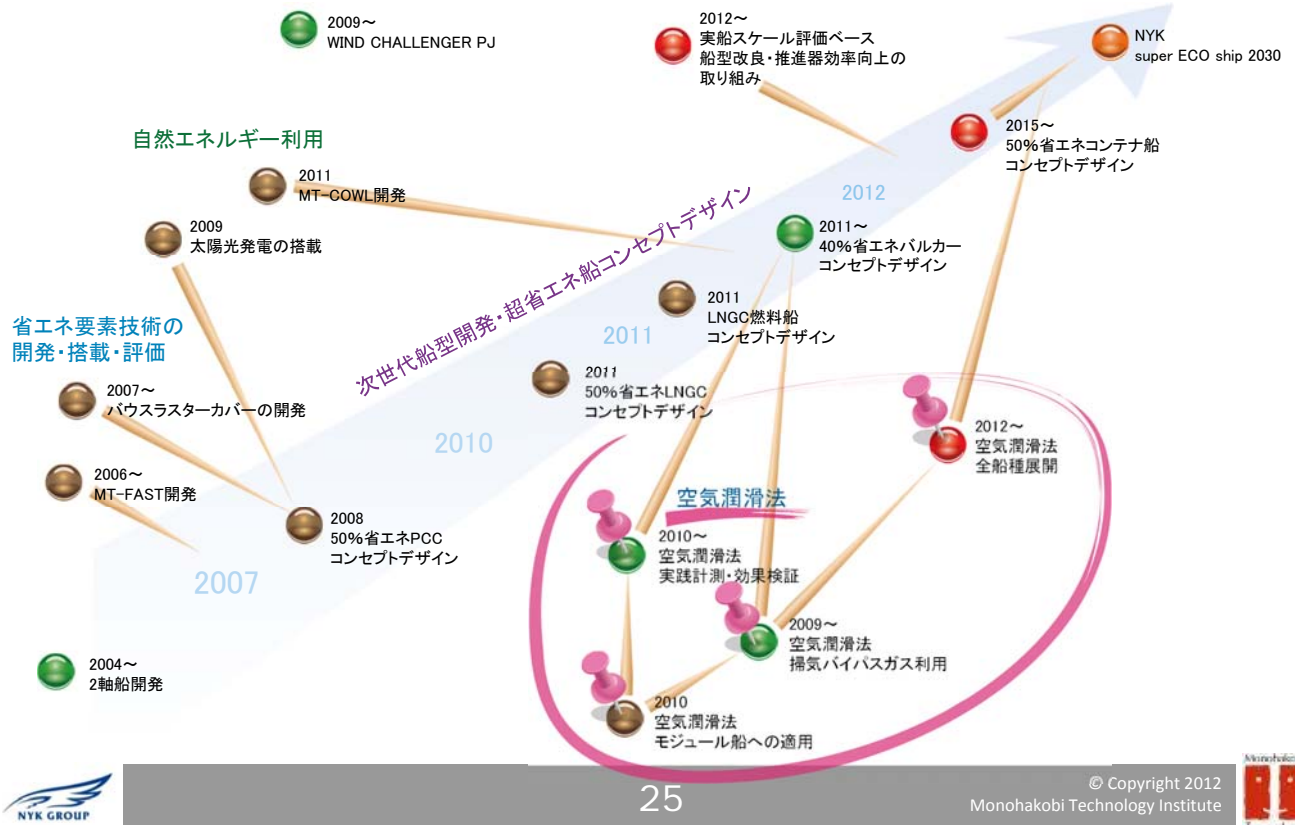 2009～
WIND CHALLENGER PJ
2012～
実船スケール評価ベース
船型改良・推進器効率向上の
取り組み
NYK
super ECO ship 2030
2015～
50%省エネコンテナ船
コンセプトデザイン
自然エネルギー利用
2011
MT-COWL開発
2009
太陽光発電の搭載
次世代船型開発・超省エネ船コンセプトデザイン
2012
2011～
40%省エネバルカー
コンセプトデザイン
2011
LNGC燃料船
コンセプトデザイン
2011
省エネ要素技術の
開発・搭載・評価
2011
50%省エネLNGC
コンセプトデザイン
2007～
バウスラスターカバーの開発
2010
2012～
空気潤滑法
全船種展開
2006～
MT-FAST開発
空気潤滑法
2008
50%省エネPCC
コンセプトデザイン
2010～
空気潤滑法
実践計測・効果検証
2007
2009～
空気潤滑法
掃気バイパスガス利用
2004～
2軸船開発
2010
空気潤滑法
モジュール船への適用
NYK GROUP
25
© Copyright 2012
Monohakobi Technology Institute